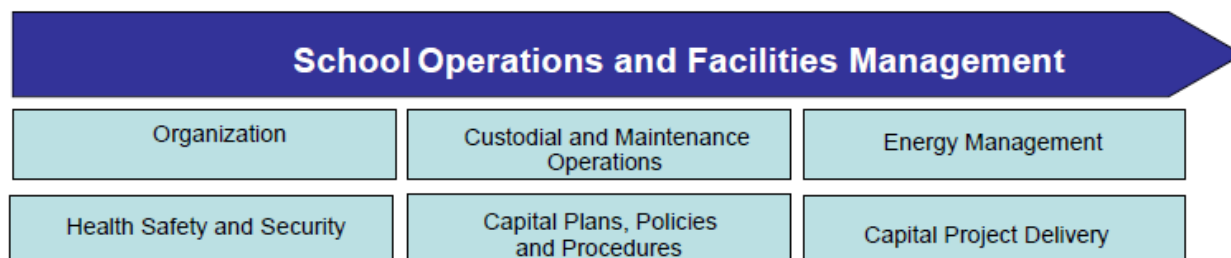 School Operations and Facilities Management
Organization
Custodial and Maintenance
Operations
Energy Management
Health Safety and Security
Capital Plans, Policies
and Procedures
Capital Project Delivery